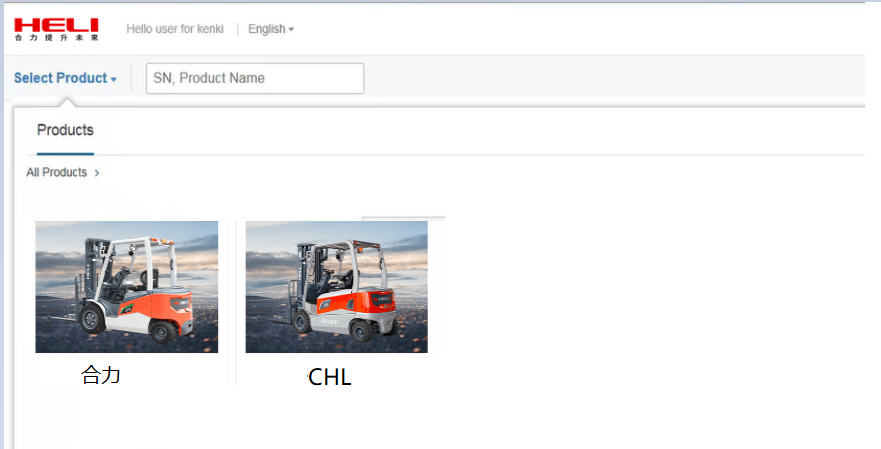 HELI
合力提升未来
Hello user for kenki
English
Select Product
SN, Product Name
Products
All Products >
HELI
合力
CHL